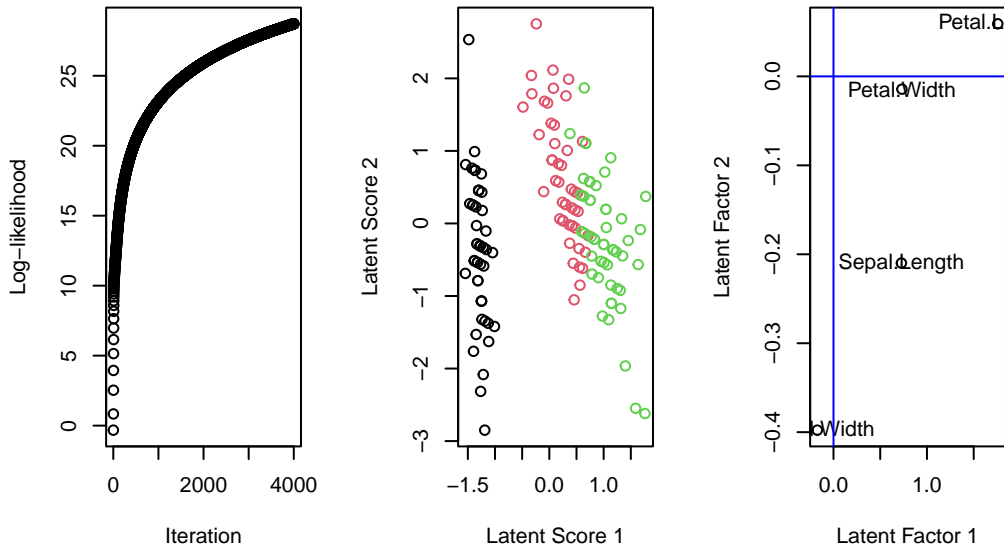 Log−likelihood
25
20
15
10
5
0
0
2000
4000
Iteration
Latent Score 2
2
1
0
−1
−2
−3
−1.5
0.0
1.0
Latent Score 1
Latent Factor 2
0.0
−0.1
−0.2
−0.3
−0.4
Petal.L
Petal.Width
Sepal.Length
Width
0.0
1.0
Latent Factor 1